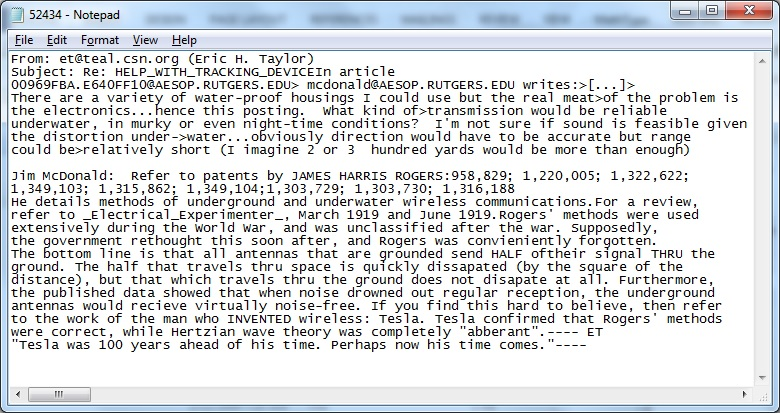 52434 - Notepad
File Edit Format View Help
From: et@teal.csn.org (Eric H. Taylor)
Subject: Re: HELP_WITH_TRACKING_DEVICEIn article
00969FBA.E640FF10@AESOP.RUTGERS.EDU> mcdonald@AESOP.RUTGERS.EDU writes:>[...]>
There are a variety of water-proof housings I could use but the real meat>of the problem is
the electronics...hence this posting.  What kind of>transmission would be reliable
underwater, in murky or even night-time conditions?  I'm not sure if sound is feasible given
the distortion under->water...obviously direction would have to be accurate but range
could be>relatively short (I imagine 2 or 3  hundred yards would be more than enough)
Jim McDonald:  Refer to patents by JAMES HARRIS ROGERS:958,829; 1,220,005; 1,322,622;
1,349,103; 1,315,862; 1,349,104;1,303,729; 1,303,730; 1,316,188
He details methods of underground and underwater wireless communications.For a review,
refer to _Electrical_Experimenter_, March 1919 and June 1919.Rogers' methods were used
extensively during the World War, and was unclassified after the war. Supposedly,
the government rethought this soon after, and Rogers was convieniently forgotten.
The bottom line is that all antennas that are grounded send HALF oftheir signal THRU the
ground. The half that travels thru space is quickly dissapated (by the square of the
distance), but that which travels thru the ground does not disapate at all. Furthermore,
the published data showed that when noise drowned out regular reception, the underground
antennas would recieve virtually noise-free. If you find this hard to believe, then refer
to the work of the man who INVENTED wireless: Tesla. Tesla confirmed that Rogers' methods
were correct, while Hertzian wave theory was completely "abberant".---- ET
"Tesla was 100 years ahead of his time. Perhaps now his time comes."----